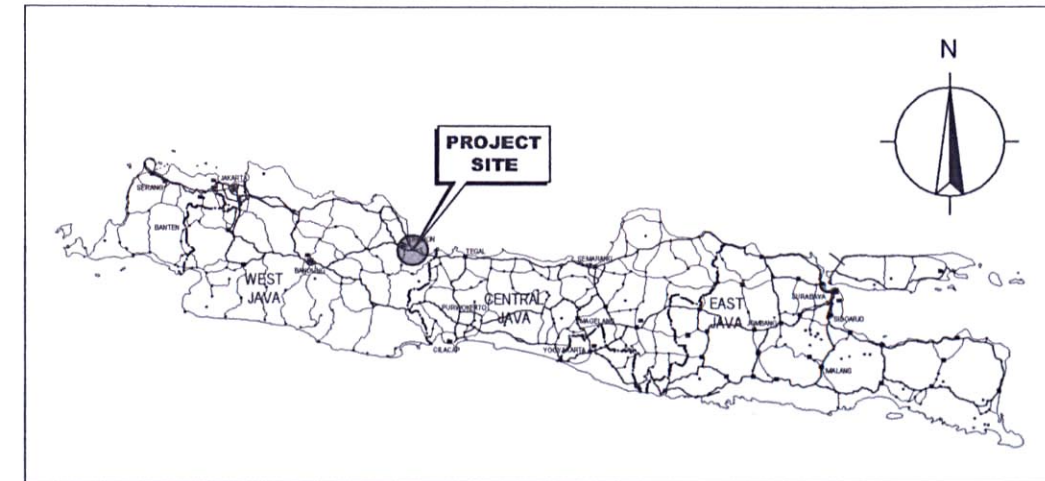 N
PROJECT
SITE
JAKARTA
SERANG
BANTEN
BANDUNG
WEST
JAVA
TEGAL
SEMARANG
PURWOKERTO
CENTRAL
JAVA
MAGELANG
CILACAP
YOGYAKARTA
EAST
JAVA
SURABAYA
SIDOARJO
JOMBANG
MALANG